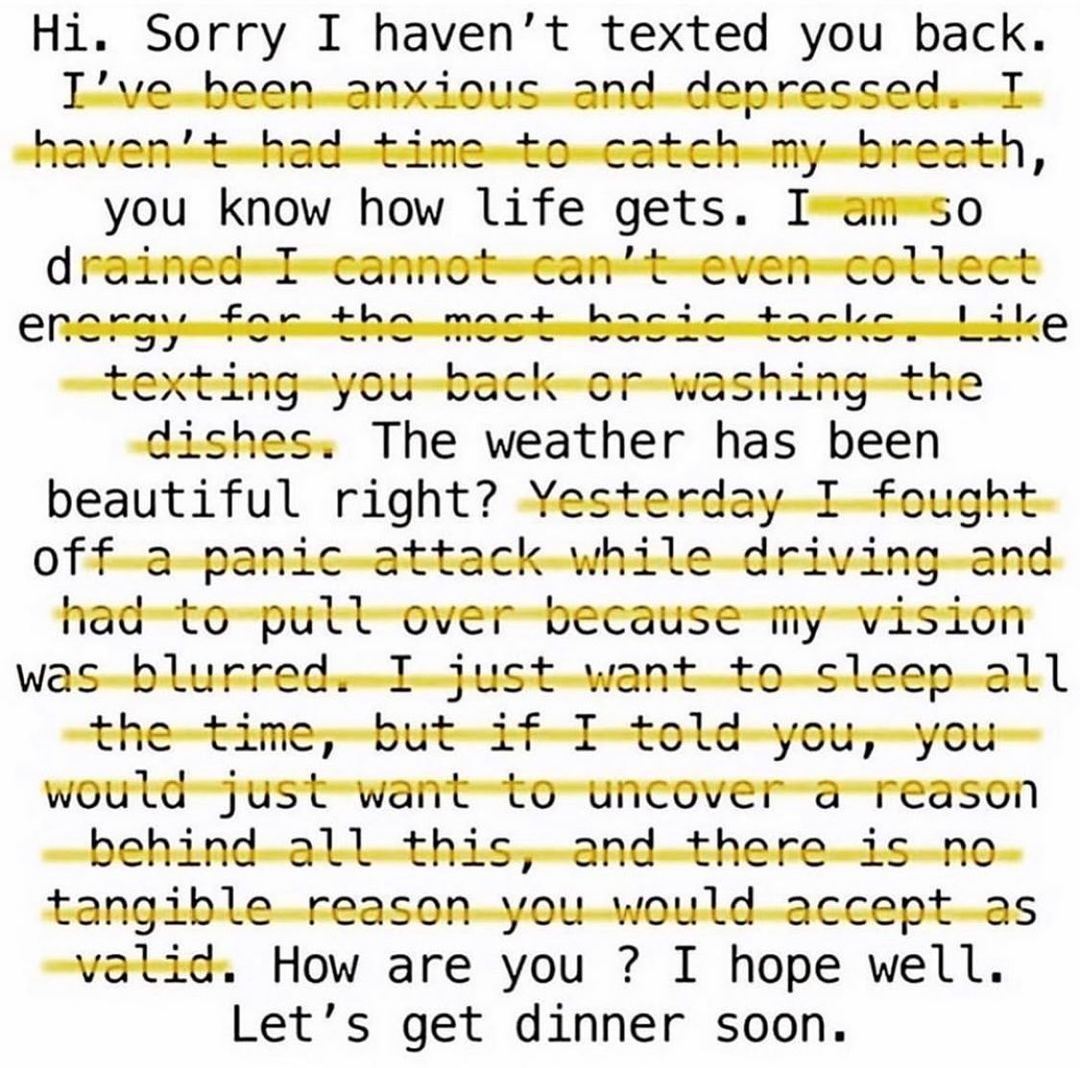 Hi. Sorry I haven’t texted you back.
I’ve been anxious and depressed. I
haven’t had time to catch my breath,
you know how life gets. I am so
drained I cannot can’t even collect
energy for the most basic tasks. Like
texting you back or washing the
dishes. The weather has been
beautiful right? Yesterday I fought
off a panic attack while driving and
had to pull over because my vision
was blurred. I just want to sleep all
the time, but if I told you, you
would just want to uncover a reason
behind all this, and there is no
tangible reason you would accept as
valid. How are you ? I hope well.
Let’s get dinner soon.